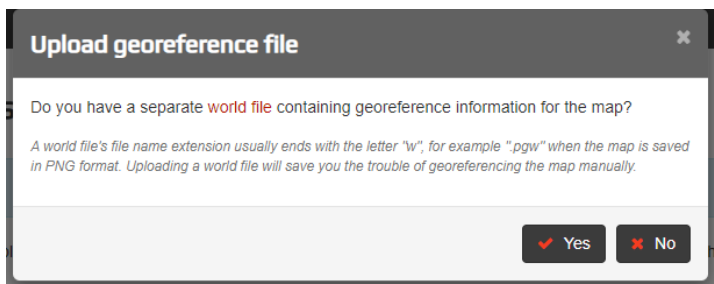 Upload georeference file
Do you have a separate world file containing georeference information for the map?
A world file's file name extension usually ends with the letter "w", for example ".pgw" when the map is saved
in PNG format. Uploading a world file will save you the trouble of georeferencing the map manually.
Yes No